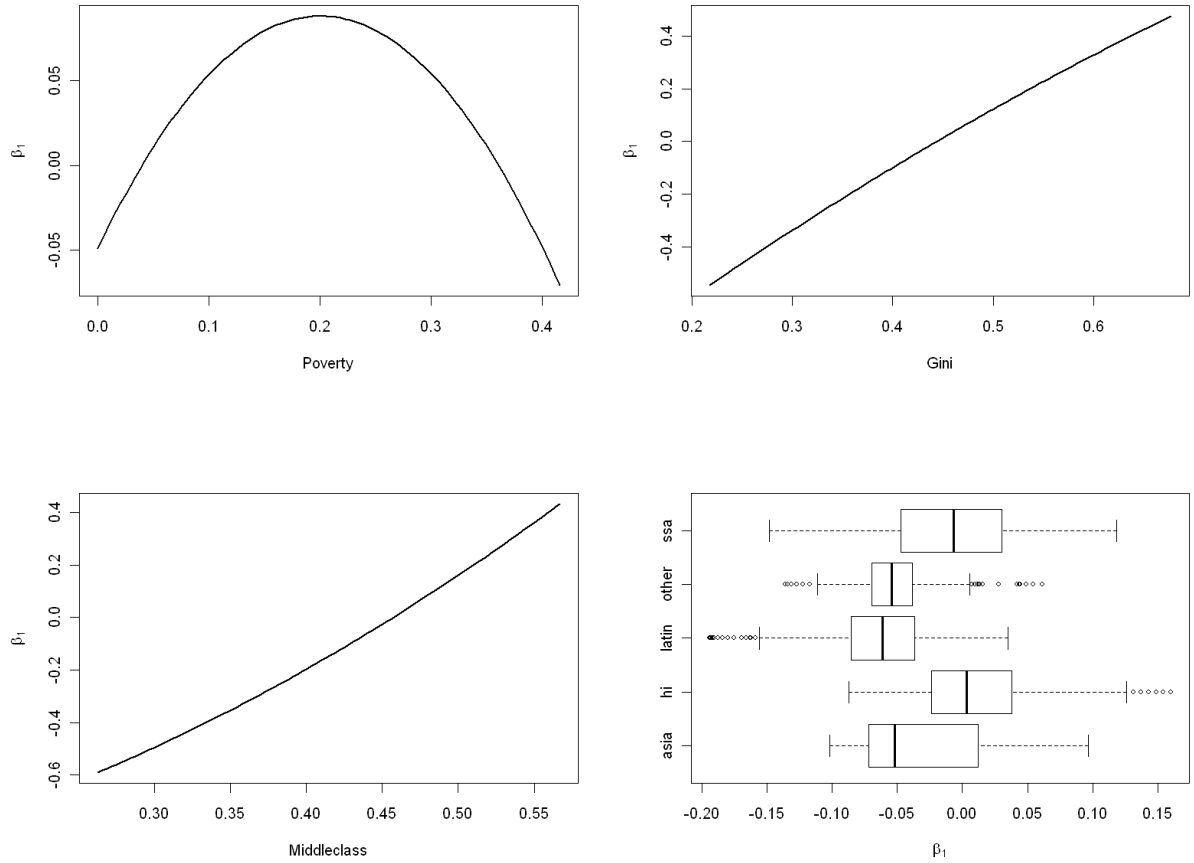 β1
0.05
0.00
-0.05
0.0 0.1 0.2 0.3 0.4
Poverty
β1
0.4
0.2
0.0
-0.2
-0.4
0.2 0.3 0.4 0.5 0.6
Gini
β1
0.4
0.2
0.0
-0.2
-0.4
-0.6
0.30 0.35 0.40 0.45 0.50 0.55
Middleclass
ssa
other
latin
hi
asia
-0.20 -0.15 -0.10 -0.05 0.00 0.05 0.10 0.15
β1